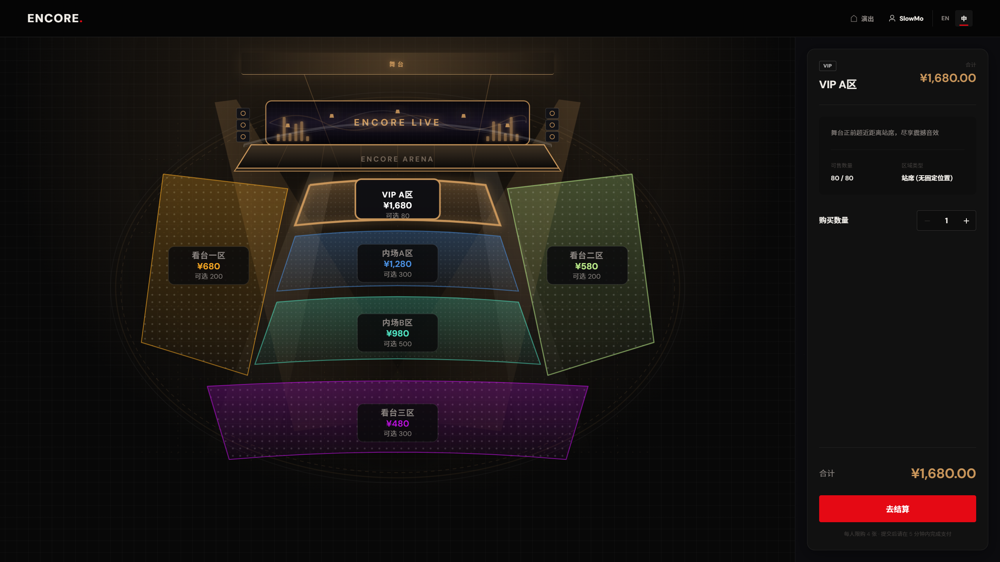 ENCORE.
演出
SlowMo
EN
中
舞台
ENCORE LIVE
ENCORE ARENA
VIP A区
¥1,680
可选 80
看台一区
¥680
可选 200
内场A区
¥1,280
可选 300
看台二区
¥580
可选 200
内场B区
¥980
可选 500
看台三区
¥480
可选 300
VIP
合计
¥1,680.00
VIP A区
舞台正前超近距离站席，尽享震撼音效
可售数量
区域类型
80 / 80
站席 (无固定位置)
购买数量
1
合计
¥1,680.00
去结算
每人限购 4 张 · 提交后请在 5 分钟内完成支付